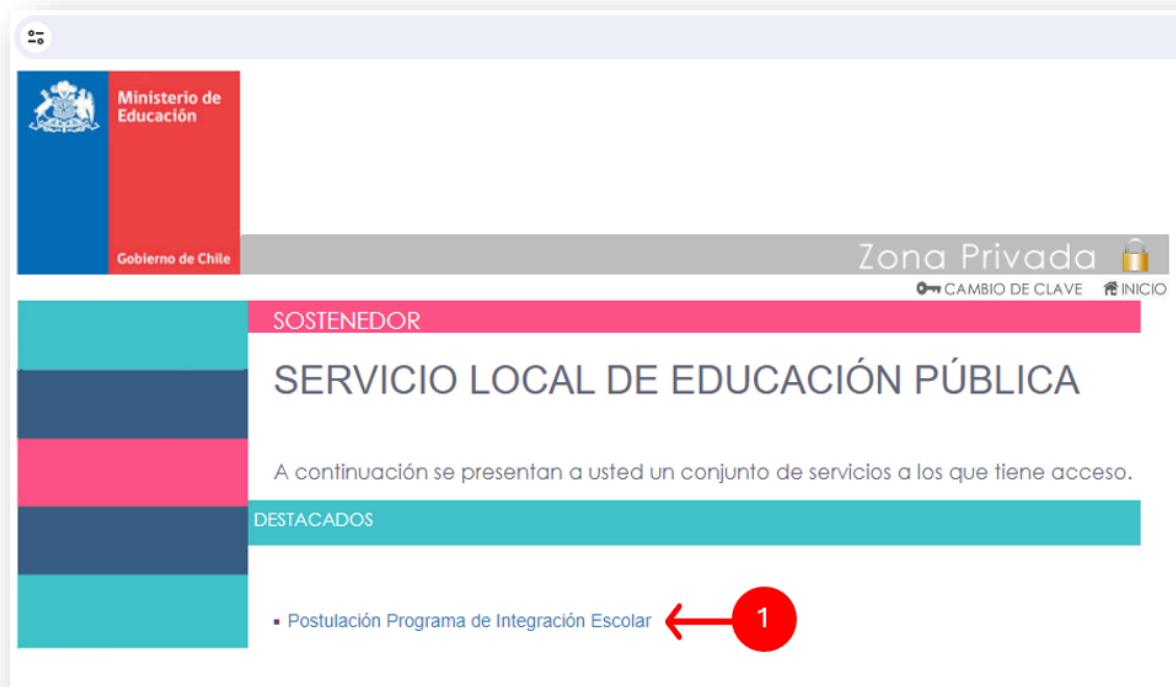 Ministerio de
Educación
Gobierno de Chile
Zona Privada
CAMBIO DE CLAVE INICIO
SOSTENEDOR
SERVICIO LOCAL DE EDUCACIÓN PÚBLICA
A continuación se presentan a usted un conjunto de servicios a los que tiene acceso.
DESTACADOS
Postulación Programa de Integración Escolar
1